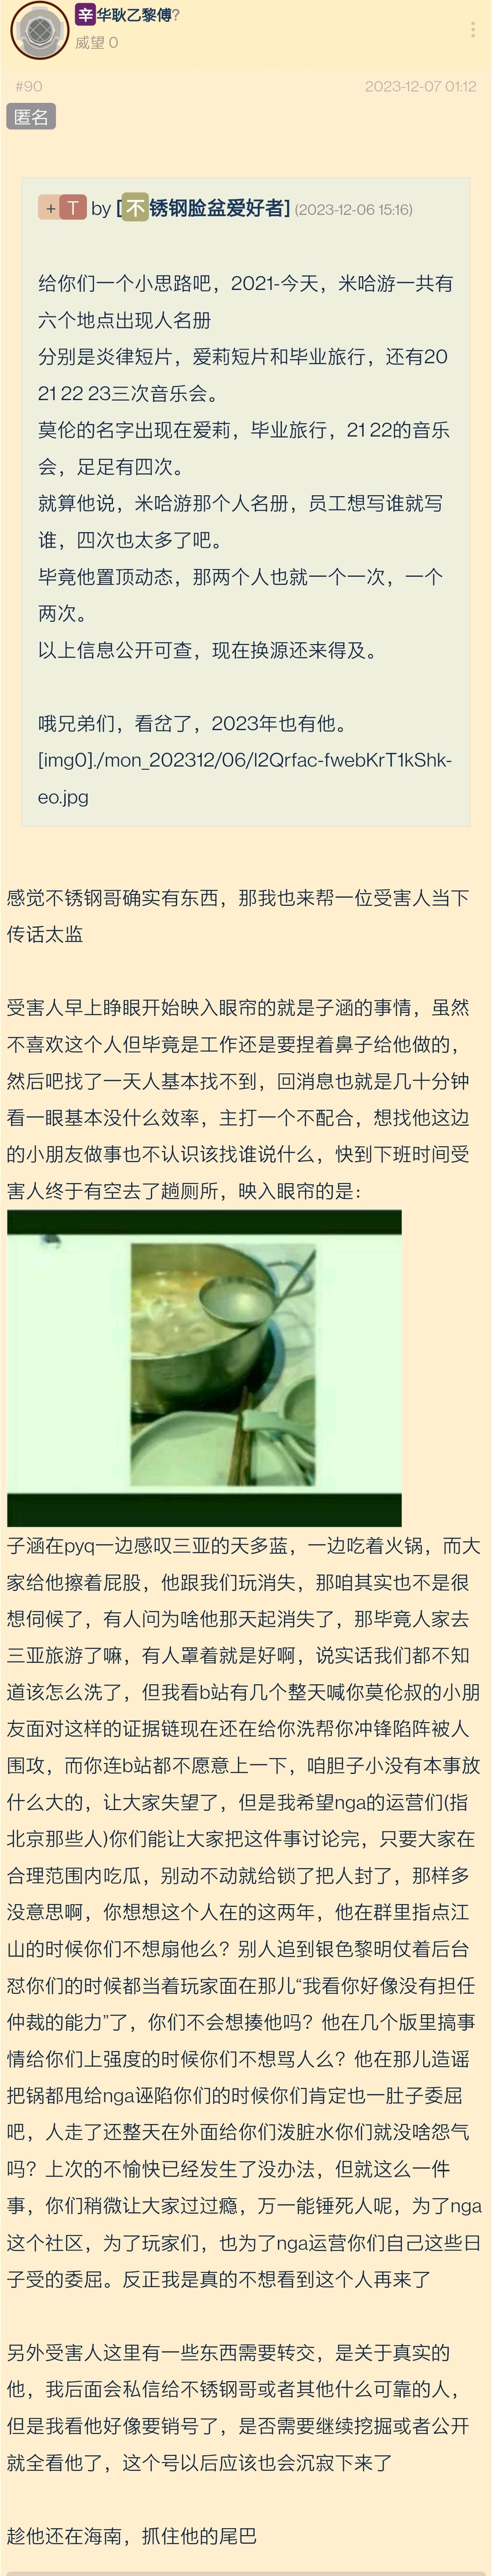 辛华耿乙黎傅?
威望 0
#90
2023-12-07 01:12
匿名
+ T by [不锈钢脸盆爱好者] (2023-12-06 15:16)
给你们一个小思路吧，2021-今天，米哈游一共有
六个地点出现人名册
分别是炎律短片，爱莉短片和毕业旅行，还有20
21 22 23三次音乐会。
莫伦的名字出现在爱莉，毕业旅行，21 22的音乐
会，足足有四次。
就算他说，米哈游那个人名册，员工想写谁就写
谁，四次也太多了吧。
毕竟他置顶动态，那两个人也就一个一次，一个
两次。
以上信息公开可查，现在换源还来得及。
哦兄弟们，看岔了，2023年也有他。
[img0]./mon_202312/06/l2Qrfac-fwebKrT1kShk-
eo.jpg
感觉不锈钢哥确实有东西，那我也来帮一位受害人当下
传话太监
受害人早上睁眼开始映入眼帘的就是子涵的事情，虽然
不喜欢这个人但毕竟是工作还是要捏着鼻子给他做的，
然后吧找了一天人基本找不到，回消息也就是几十分钟
看一眼基本没什么效率，主打一个不配合，想找他这边
的小朋友做事也不认识该找谁说什么，快到下班时间受
害人终于有空去了趟厕所，映入眼帘的是：
子涵在pyq一边感叹三亚的天多蓝，一边吃着火锅，而大
家给他擦着屁股，他跟我们玩消失，那咱其实也不是很
想伺候了，有人问为啥他那天起消失了，那毕竟人家去
三亚旅游了嘛，有人罩着就是好啊，说实话我们都不知
道该怎么洗了，但我看b站有几个整天喊你莫伦叔的小朋
友面对这样的证据链现在还在给你洗帮你冲锋陷阵被人
围攻，而你连b站都不愿意上一下，咱胆子小没有本事放
什么大的，让大家失望了，但是我希望nga的运营们(指
北京那些人)你们能让大家把这件事讨论完，只要大家在
合理范围内吃瓜，别动不动就给锁了把人封了，那样多
没意思啊，你想想这个人在的这两年，他在群里指点江
山的时候你们不想扇他么？别人追到银色黎明仗着后台
怼你们的时候都当着玩家面在那儿“我看你好像没有担任
仲裁的能力”了，你们不会想揍他吗？他在几个版里搞事
情给你们上强度的时候你们不想骂人么？他在那儿造谣
把锅都甩给nga诬陷你们的时候你们肯定也一肚子委屈
吧，人走了还整天在外面给你们泼脏水你们就没啥怨气
吗？上次的不愉快已经发生了没办法，但就这么一件
事，你们稍微让大家过过瘾，万一能锤死人呢，为了nga
这个社区，为了玩家们，也为了nga运营你们自己这些日
子受的委屈。反正我是真的不想看到这个人再来了
另外受害人这里有一些东西需要转交，是关于真实的
他，我后面会私信给不锈钢哥或者其他什么可靠的人，
但是我看他好像要销号了，是否需要继续挖掘或者公开
就全看他了，这个号以后应该也会沉寂下来了
趁他还在海南，抓住他的尾巴